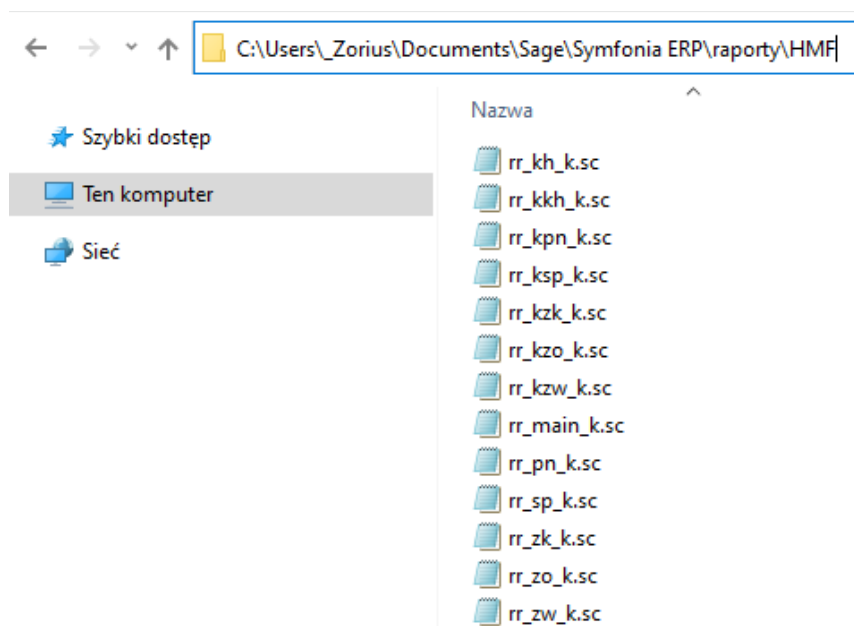 C:\Users\_Zorius\Documents\Sage\Symfonia ERP\raporty\HMF
Szybki dostęp
Ten komputer
Sieć
Nazwa
rr_kh_k.sc
rr_kkh_k.sc
rr_kpn_k.sc
rr_ksp_k.sc
rr_kzk_k.sc
rr_kzo_k.sc
rr_kzw_k.sc
rr_main_k.sc
rr_pn_k.sc
rr_sp_k.sc
rr_zk_k.sc
rr_zo_k.sc
rr_zw_k.sc